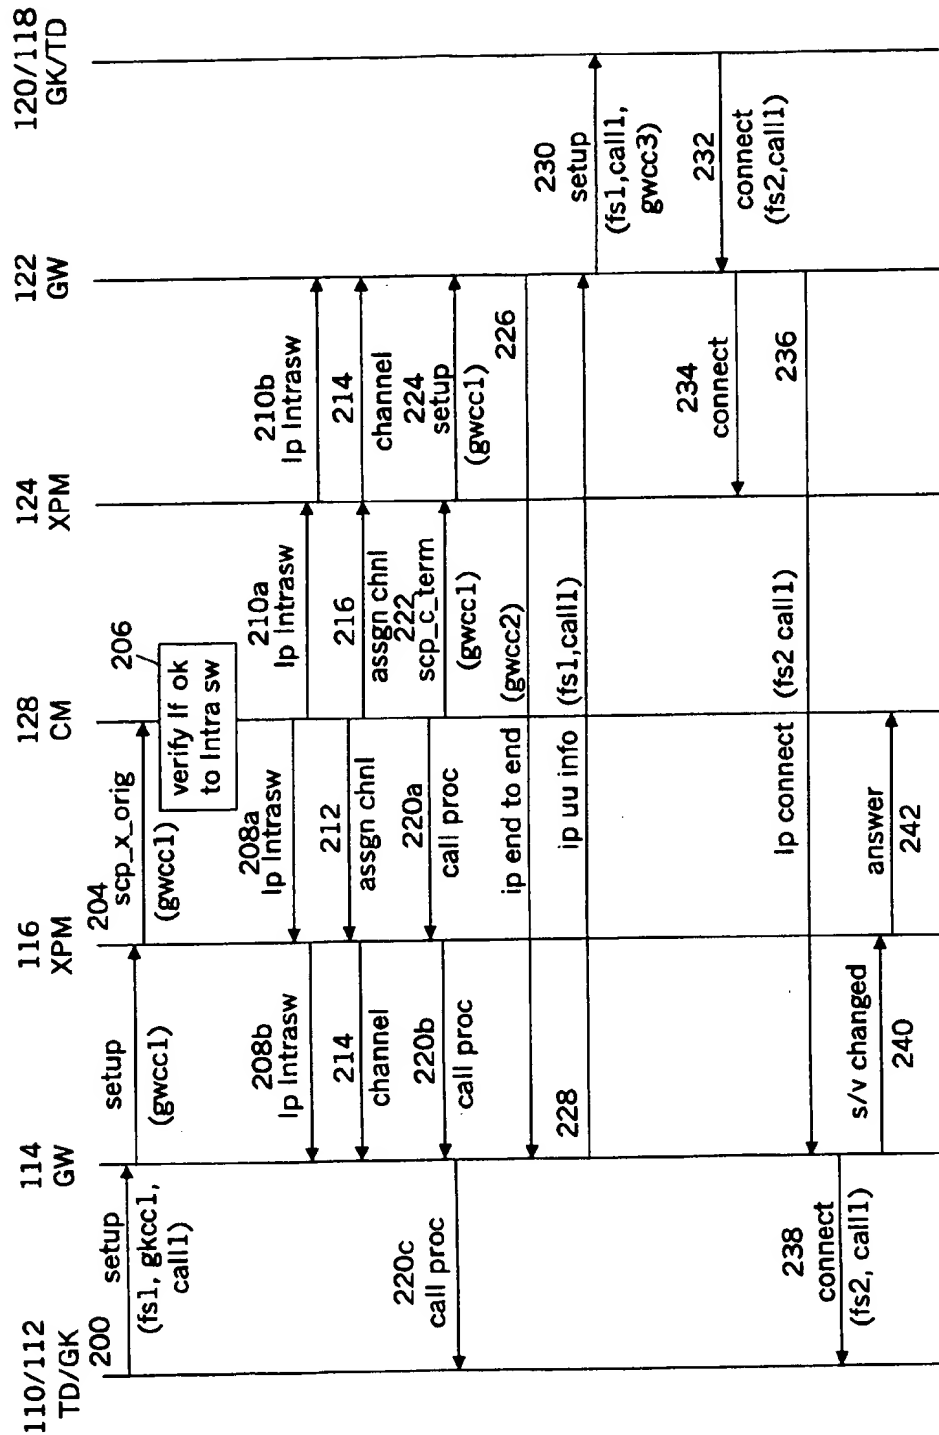 110/112
TD/GK
114
GW
116
XPM
128
CM
124
XPM
122
GW
120/118
GK/TD
200
setup
(fs1, gkcc1,
call1)
setup
(gwcc1)
204
scp_x_orig
(gwcc1)
206
verify If ok
to Intra sw
208a
Ip Intrasw
208b
Ip Intrasw
210a
Ip Intrasw
210b
Ip Intrasw
212
assgn chnl
214
channel
216
assgn chnl
214
channel
220a
call proc
220b
call proc
220c
call proc
222
scp_c_term
(gwcc1)
224
setup
(gwcc1)
226
ip end to end (gwcc2)
228
ip uu info (fs1,call1)
230
setup
(fs1,call1,
gwcc3)
232
connect
(fs2,call1)
234
connect
236
Ip connect (fs2 call1)
238
connect
(fs2, call1)
s/v changed
240
answer
242